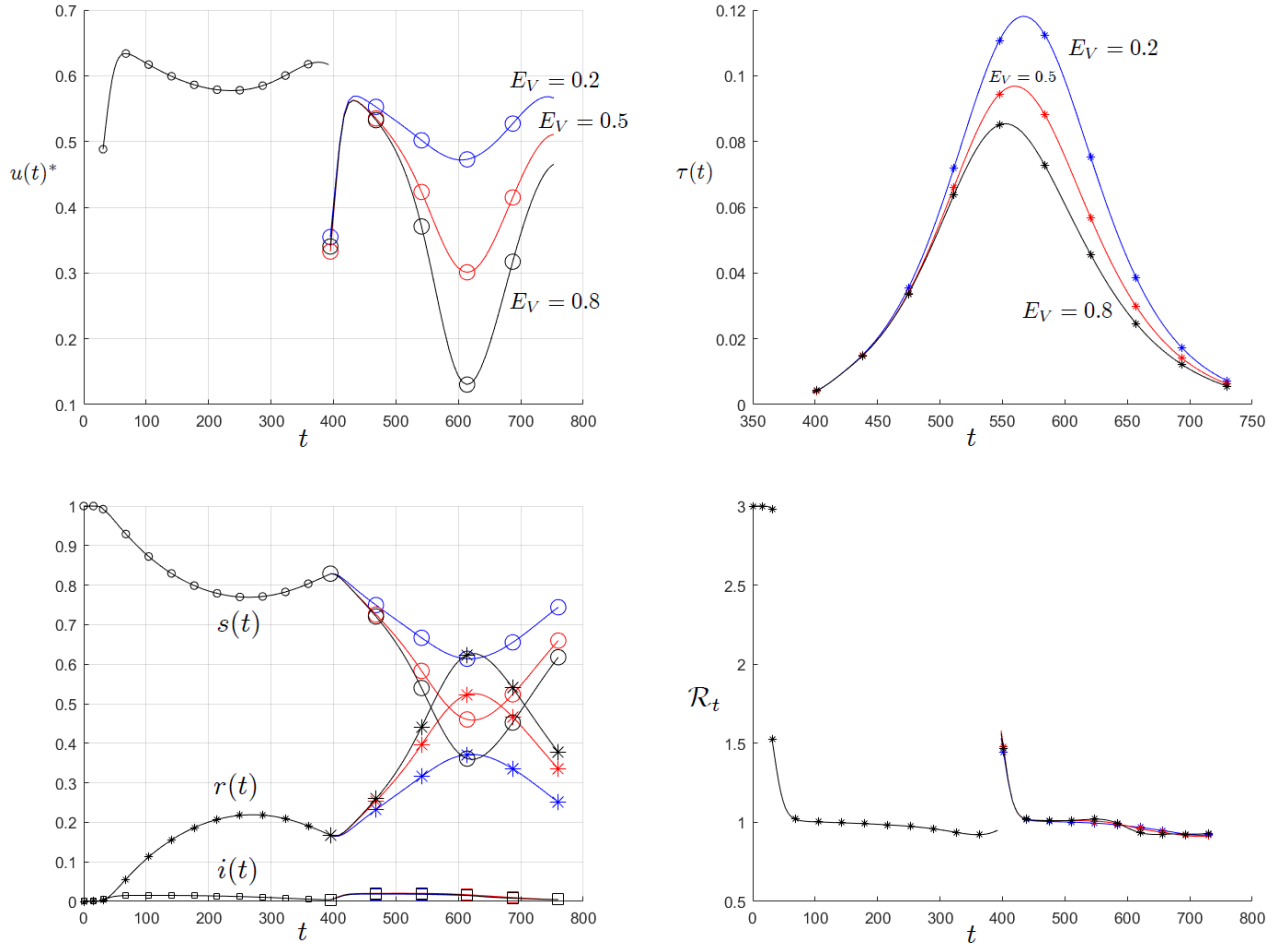 0.7
0.6
0.5
u(t)*
0.4
0.3
0.2
0.1
0 100 200 300 400 500 600 700 800
t
E_V = 0.2
E_V = 0.5
E_V = 0.8
0.12
0.1
0.08
τ(t)
0.06
0.04
0.02
0
350 400 450 500 550 600 650 700 750
t
E_V = 0.2
E_V = 0.5
E_V = 0.8
1
0.9
0.8
0.7
0.6
0.5
0.4
0.3
0.2
0.1
0
0 100 200 300 400 500 600 700 800
t
s(t)
r(t)
i(t)
3
2.5
2
R_t
1.5
1
0.5
0 100 200 300 400 500 600 700 800
t